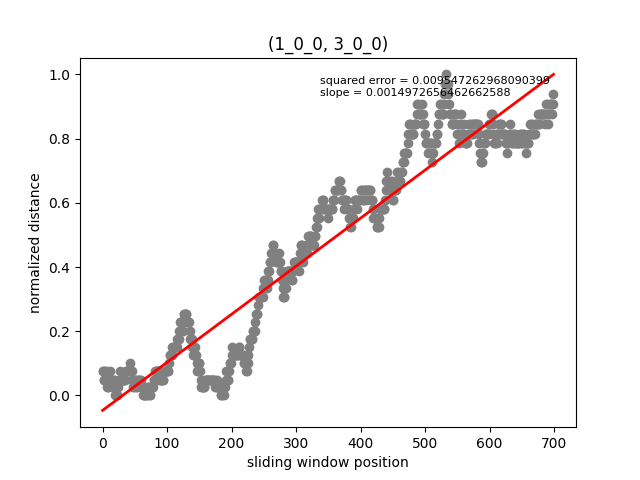 (1_0_0, 3_0_0)
squared error = 0.009547262968090399
slope = 0.0014972656462662588
normalized distance
1.0
0.8
0.6
0.4
0.2
0.0
0 100 200 300 400 500 600 700
sliding window position